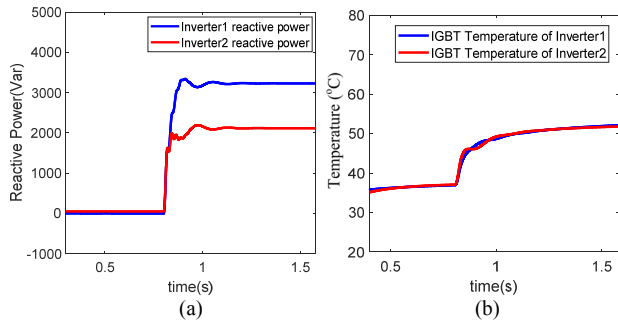 5000
4000
3000
2000
1000
0
-1000
Reactive Power(Var)
Inverter1 reactive power
Inverter2 reactive power
0.5
1
1.5
time(s)
(a)
80
70
60
50
40
30
20
Temperature (°C)
IGBT Temperature of Inverter1
IGBT Temperature of Inverter2
0.5
1
1.5
time(s)
(b)